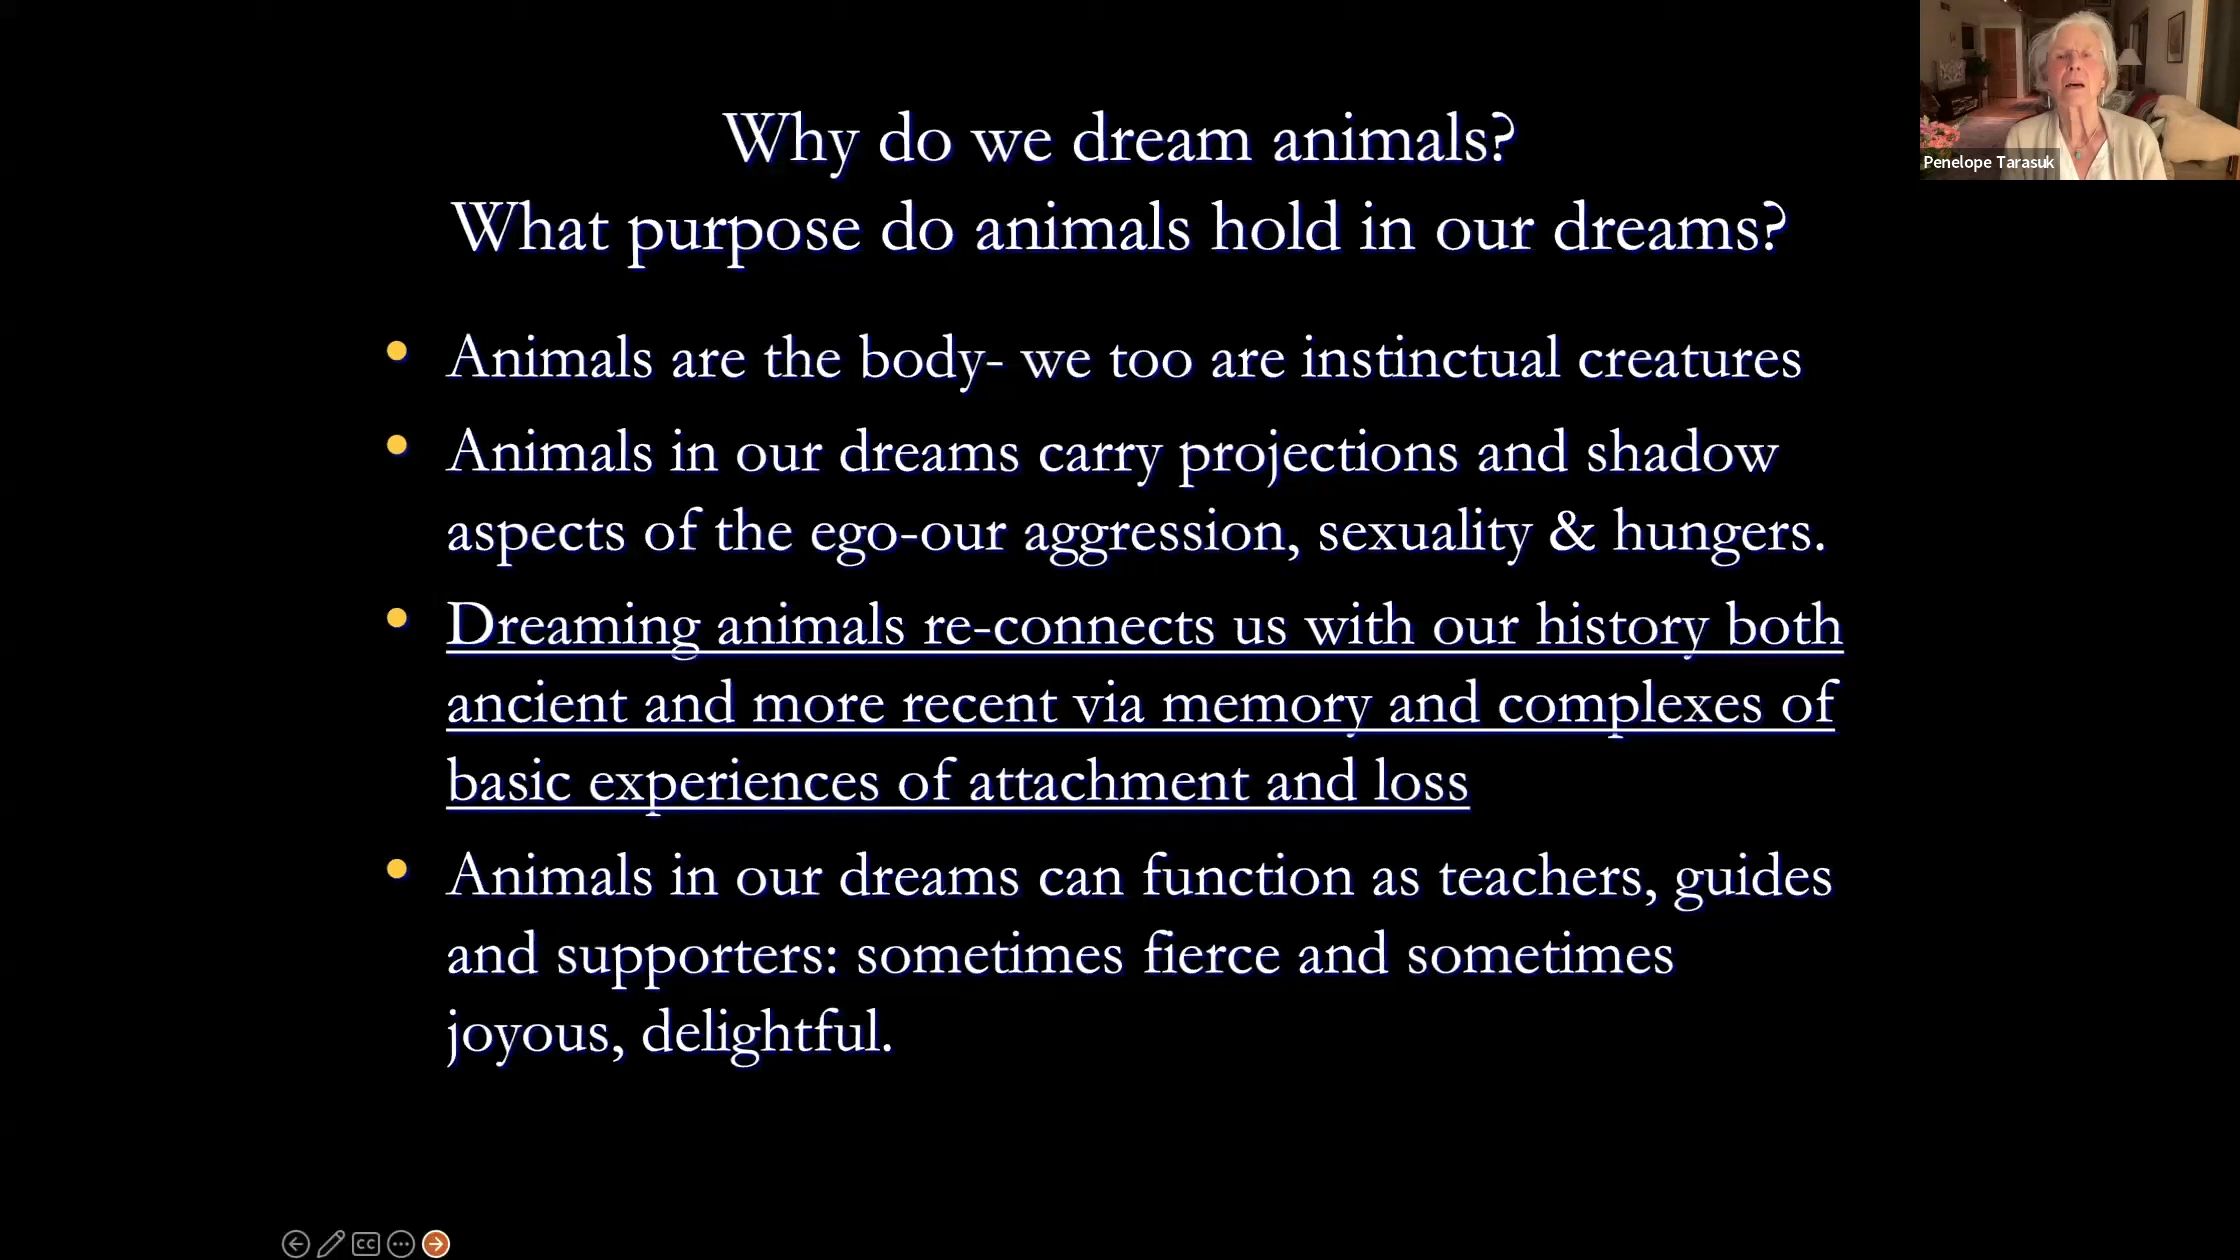 Why do we dream animals?
What purpose do animals hold in our dreams?
Penelope Tarasuk
• Animals are the body- we too are instinctual creatures
• Animals in our dreams carry projections and shadow
aspects of the ego-our aggression, sexuality & hungers.
• Dreaming animals re-connects us with our history both
ancient and more recent via memory and complexes of
basic experiences of attachment and loss
• Animals in our dreams can function as teachers, guides
and supporters: sometimes fierce and sometimes
joyous, delightful.
CC